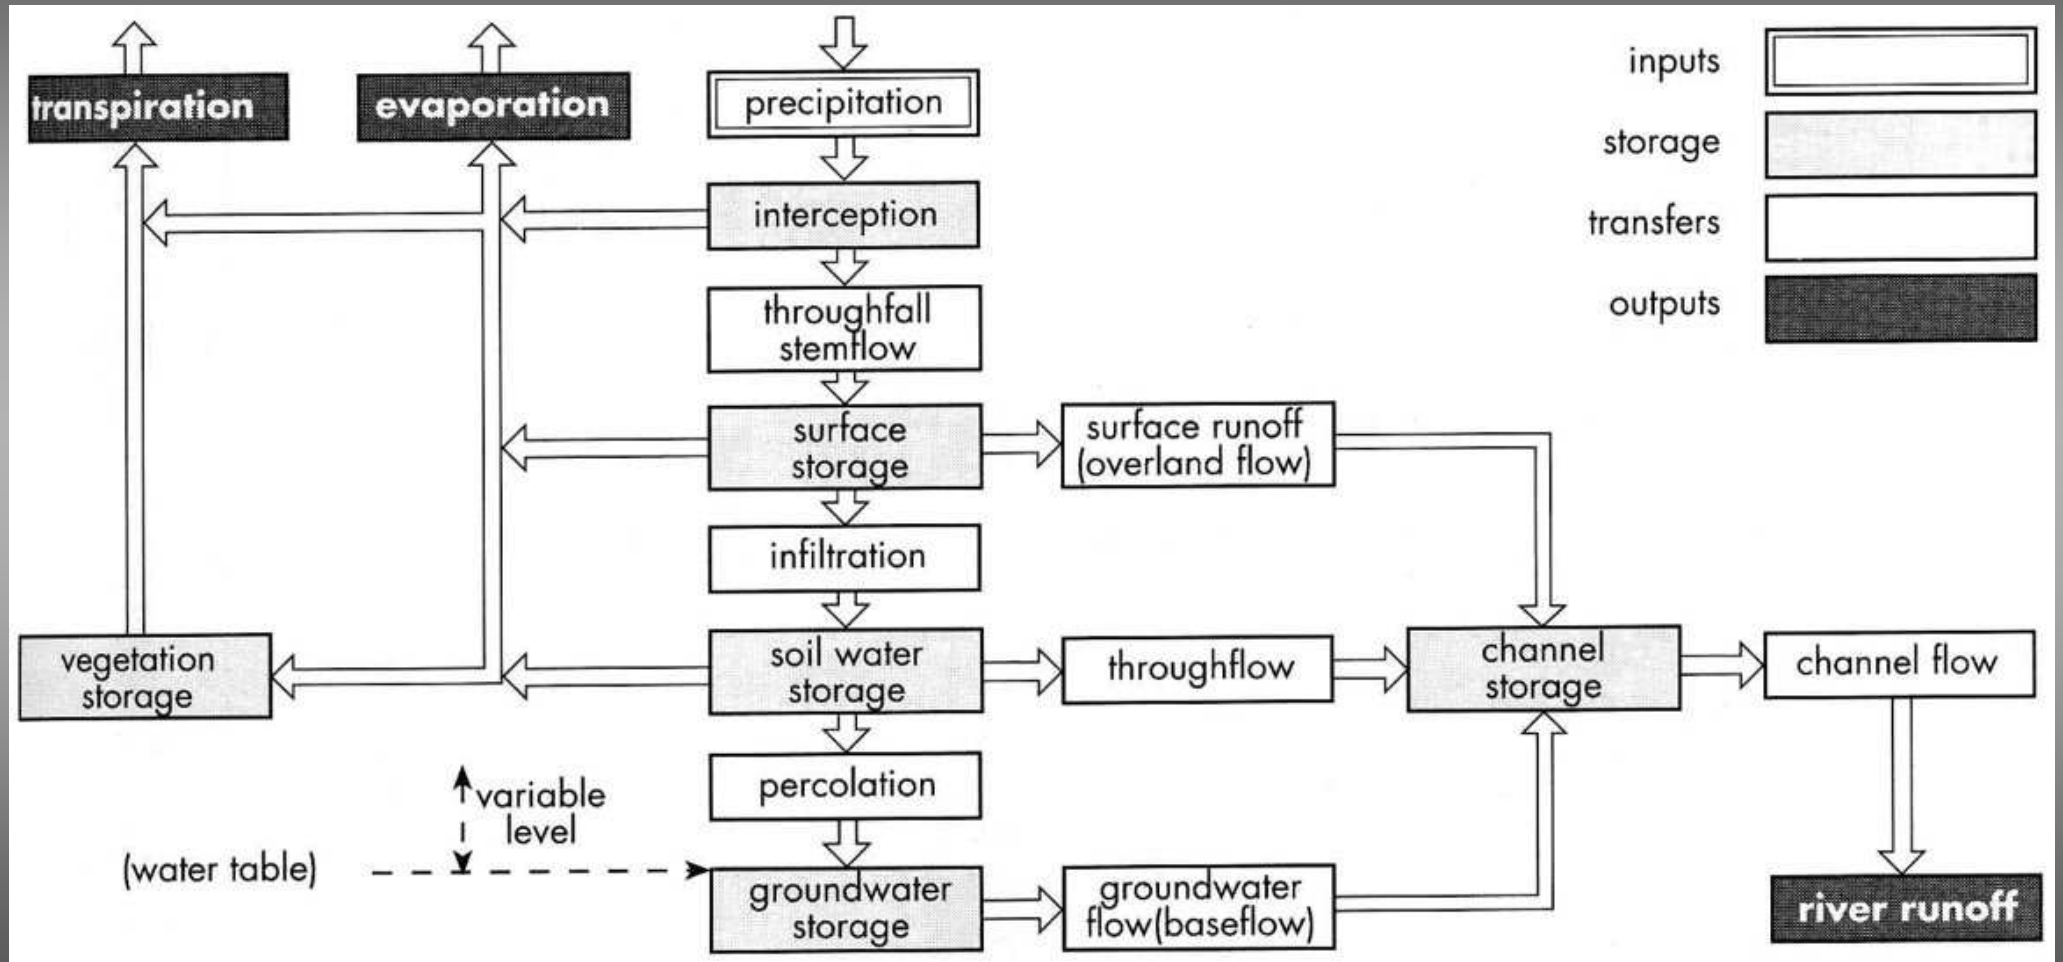 transpiration
evaporation
precipitation
inputs
storage
transfers
outputs
interception
throughfall
stemflow
surface
storage
surface runoff
(overland flow)
infiltration
vegetation
storage
soil water
storage
throughflow
channel
storage
channel flow
percolation
variable
level
(water table)
groundwater
storage
groundwater
flow(baseflow)
river runoff